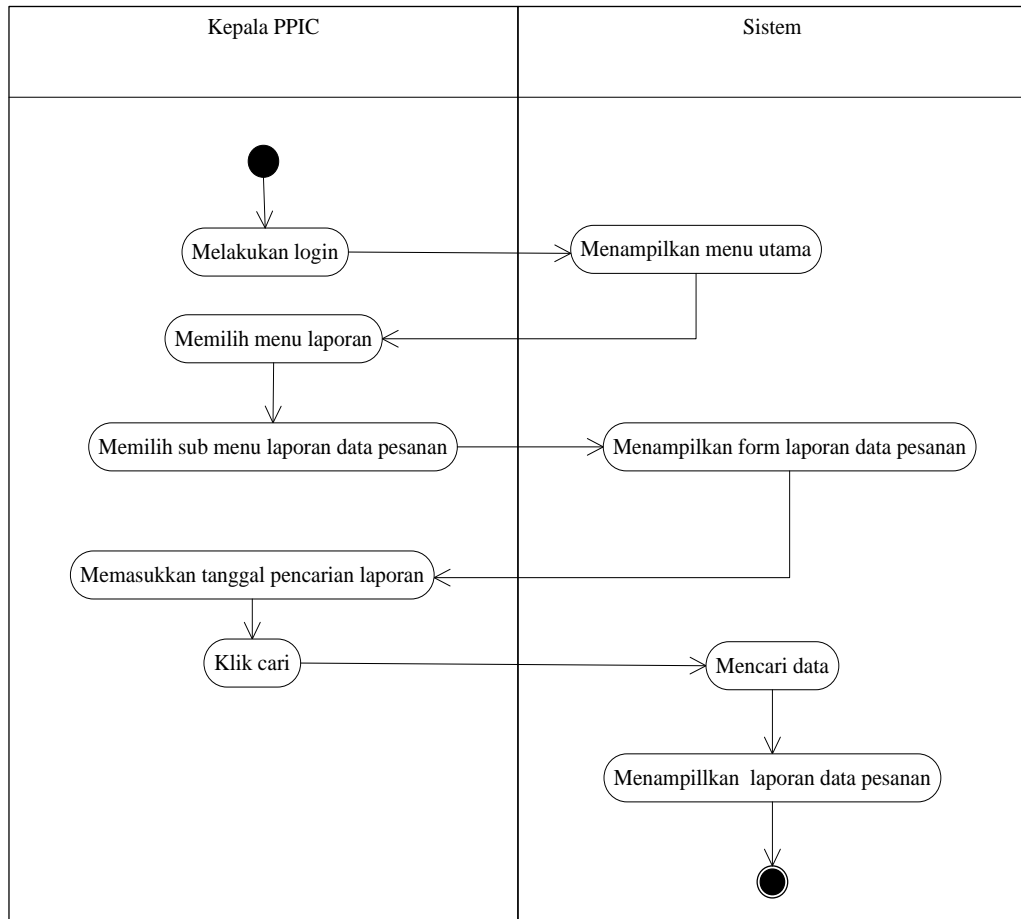 Kepala PPIC
Sistem
Melakukan login
Menampilkan menu utama
Memilih menu laporan
Memilih sub menu laporan data pesanan
Menampilkan form laporan data pesanan
Memasukkan tanggal pencarian laporan
Klik cari
Mencari data
Menampillkan  laporan data pesanan